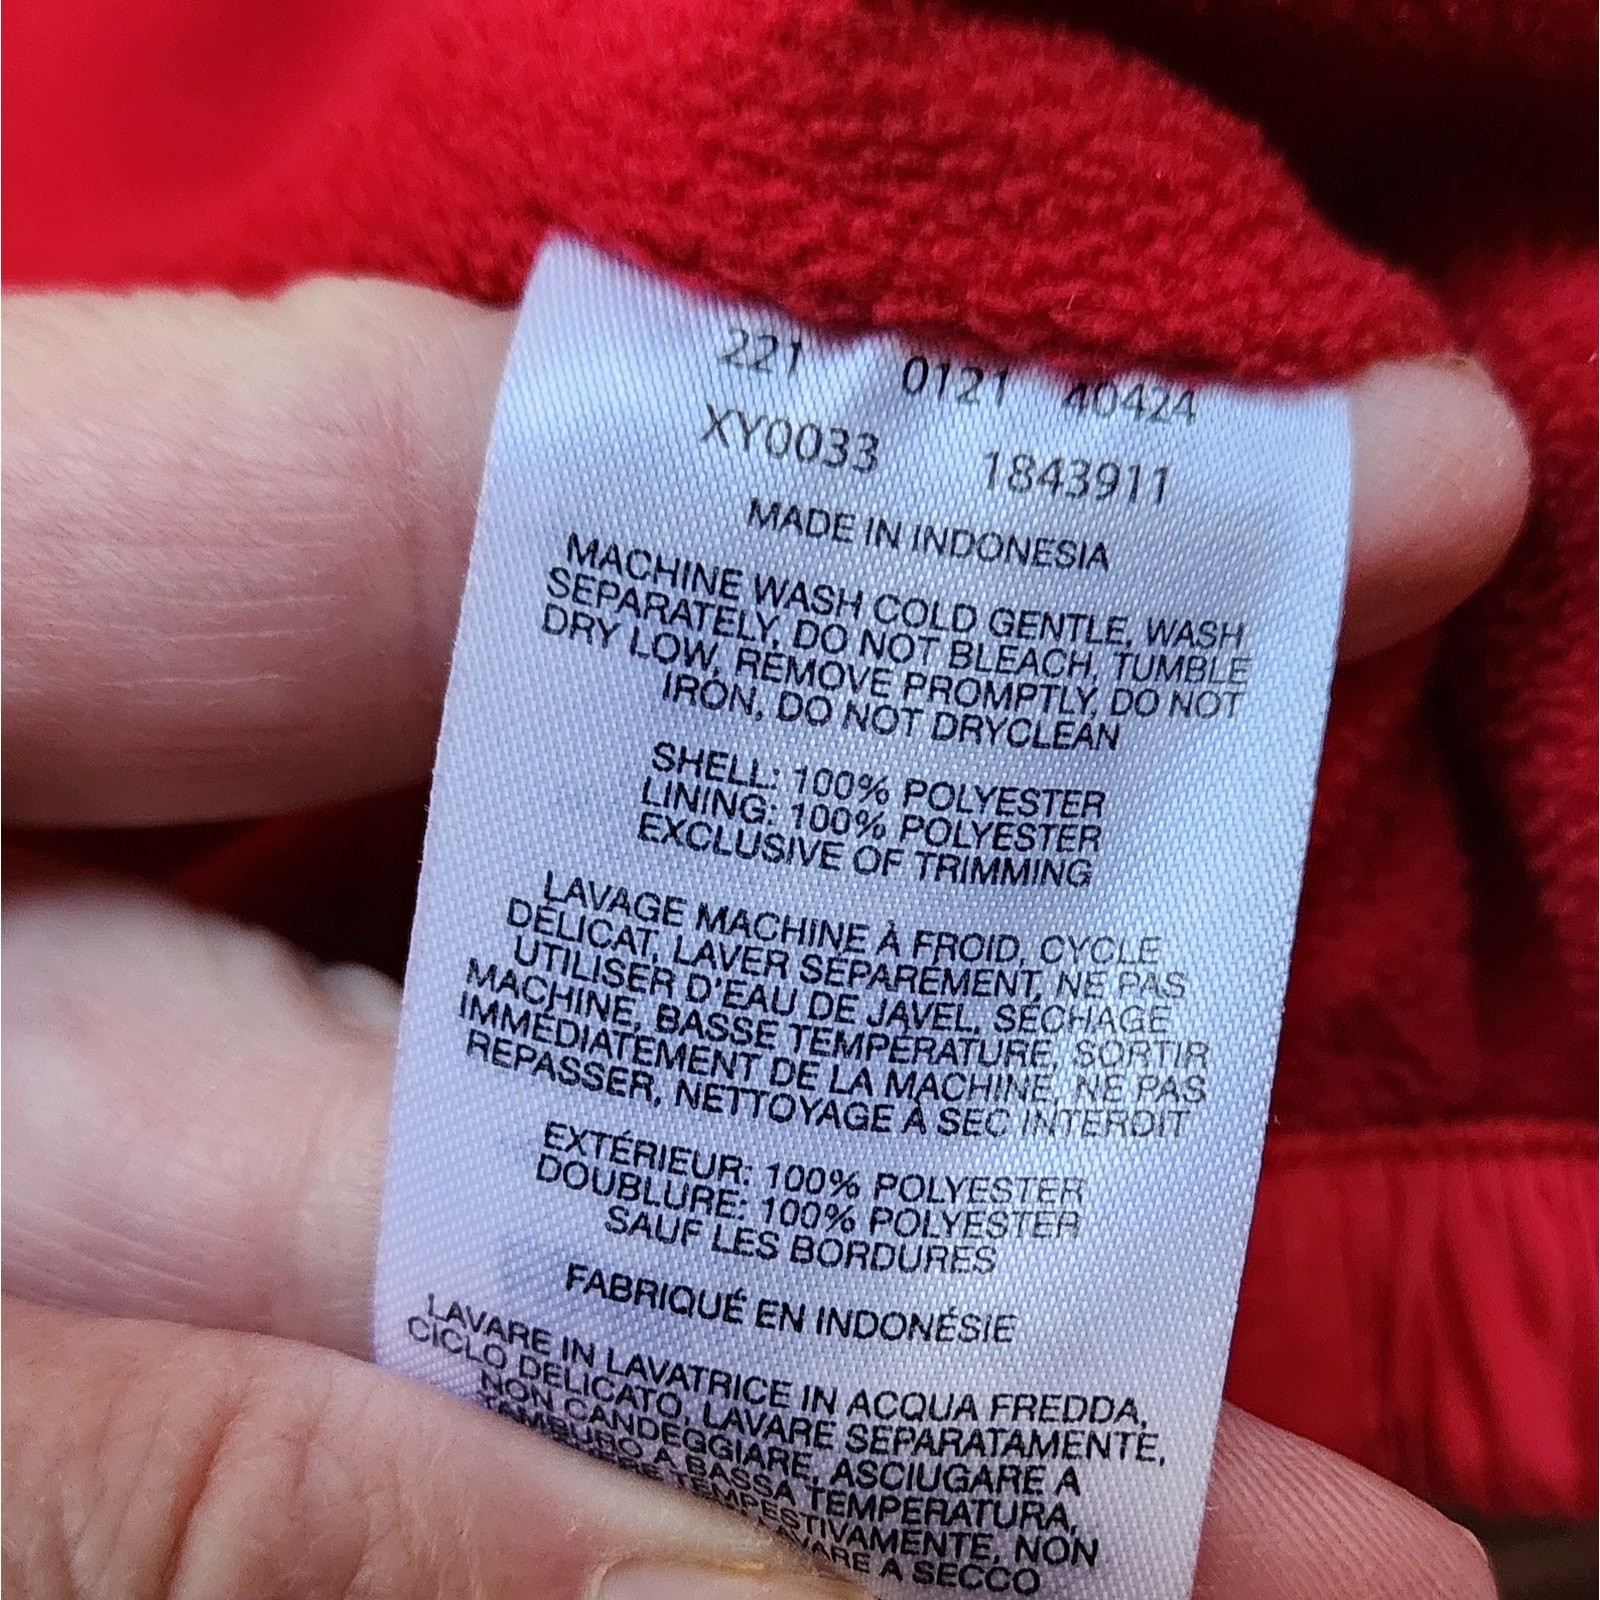 221 0121 40424
XY0033 1843911
MADE IN INDONESIA
MACHINE WASH COLD GENTLE, WASH
SEPARATELY, DO NOT BLEACH, TUMBLE
DRY LOW, REMOVE PROMPTLY, DO NOT
IRON, DO NOT DRYCLEAN
SHELL: 100% POLYESTER
LINING: 100% POLYESTER
EXCLUSIVE OF TRIMMING
LAVAGE MACHINE À FROID, CYCLE
DÉLICAT, LAVER SÉPARÉMENT, NE PAS
UTILISER D'EAU DE JAVEL, SÉCHAGE
MACHINE, BASSE TEMPÉRATURE, SORTIR
IMMÉDIATEMENT DE LA MACHINE, NE PAS
REPASSER, NETTOYAGE À SEC INTERDIT
EXTÉRIEUR: 100% POLYESTER
DOUBLURE: 100% POLYESTER
SAUF LES BORDURES
FABRIQUÉ EN INDONÉSIE
LAVARE IN LAVATRICE IN ACQUA FREDDA,
CICLO DELICATO, LAVARE SEPARATAMENTE,
NON CANDEGGIARE, ASCIUGARE A
TAMBURO A BASSA TEMPERATURA,
TEMPESTIVAMENTE, NON
A SECCO